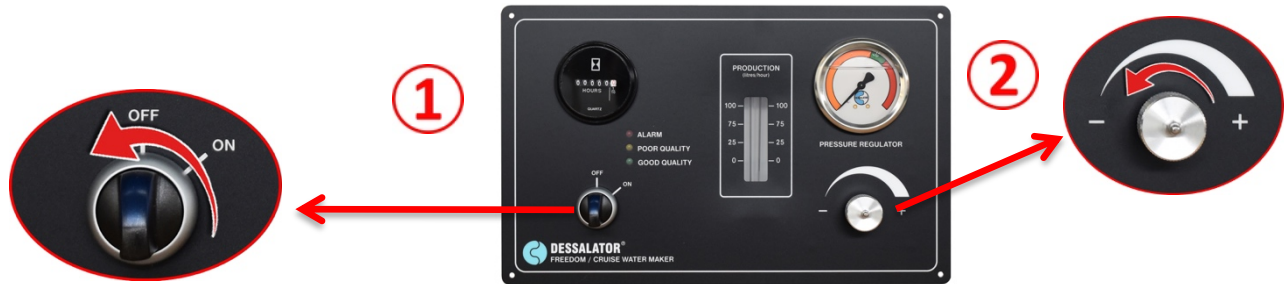 OFF
ON
1
HOURS
QUARTZ
ALARM
POOR QUALITY
GOOD QUALITY
OFF
ON
DESSALATOR®
FREEDOM / CRUISE WATER MAKER
PRODUCTION
(litres/hour)
100 100
75 75
25 25
0 0
PRESSURE REGULATOR
- +
2
- +